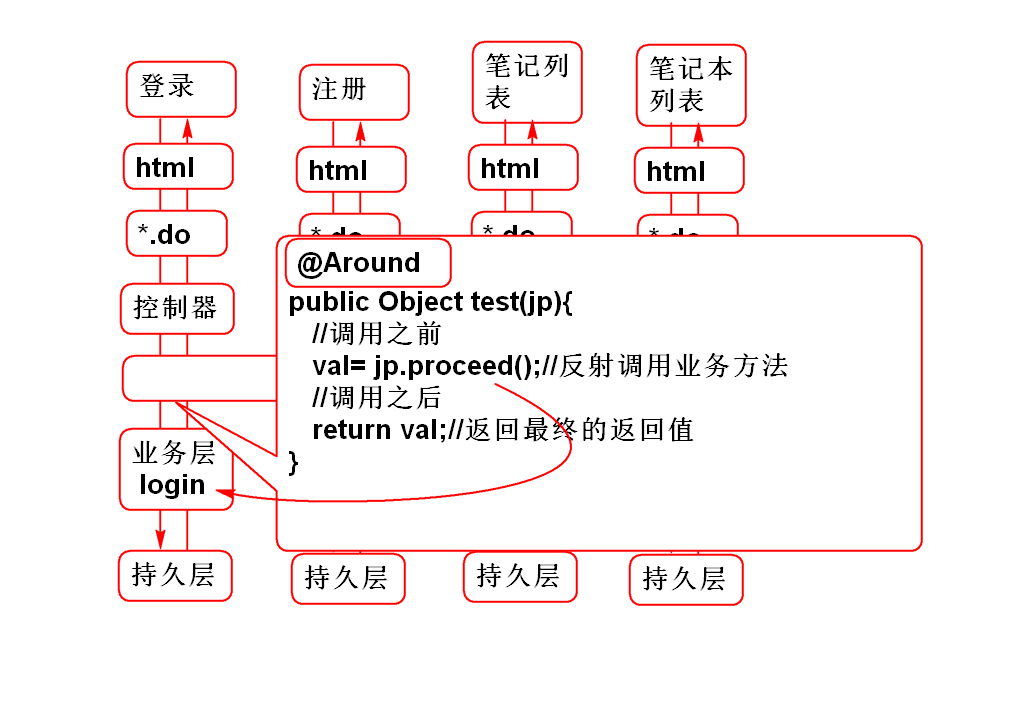 登录
注册
笔记列
表
笔记本
列表
html
html
html
html
*.do
*.do
*.do
*.do
@Around
public Object test(jp){
//调用之前
val= jp.proceed();//反射调用业务方法
//调用之后
return val;//返回最终的返回值
}
控制器
业务层
login
持久层
持久层
持久层
持久层